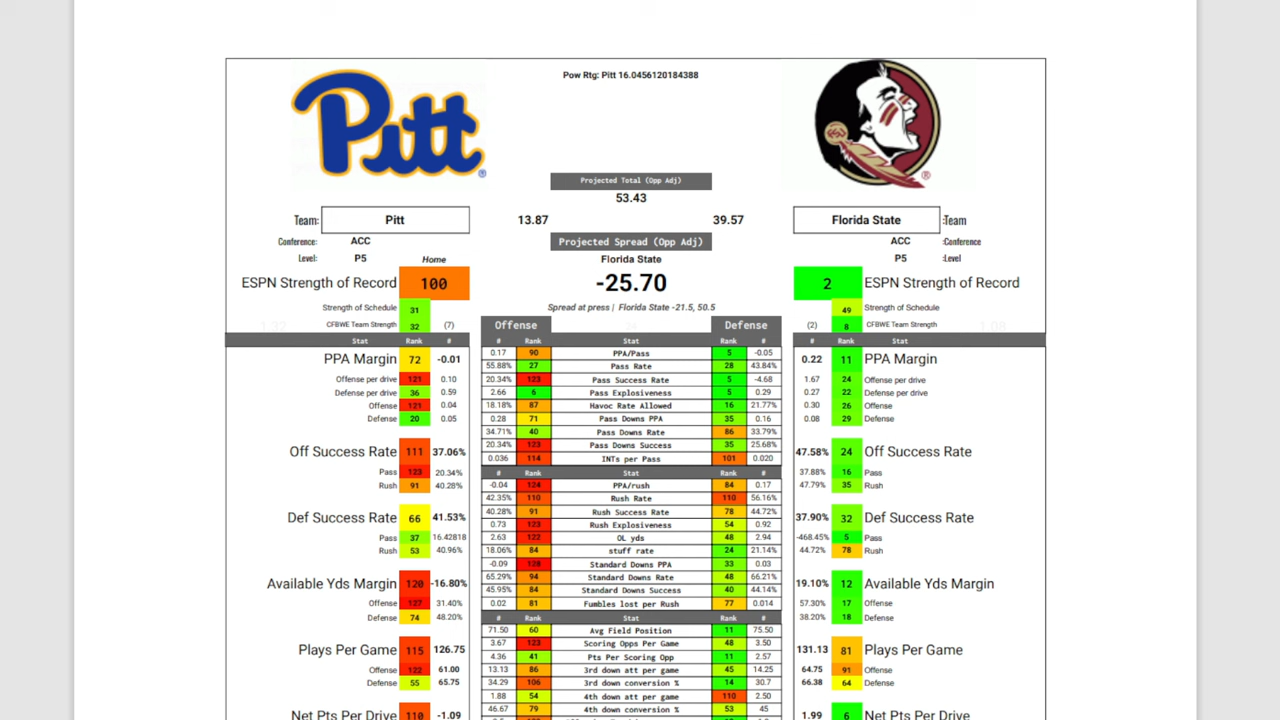 Pow Rtg: Pitt 16.0456120184388
Pitt ®
®
Projected Total (Opp Adj)
53.43
Team: Pitt 13.87 39.57 Florida State :Team
Conference: ACC Projected Spread (Opp Adj) ACC :Conference
Level: P5 Home Florida State P5 :Level
ESPN Strength of Record 100 -25.70 2 ESPN Strength of Record
Strength of Schedule 31 Spread at press | Florida State -21.5, 50.5 49 Strength of Schedule
CFBWE Team Strength 32 (7) Offense Defense (2) 8 CFBWE Team Strength
Stat Rank # # Rank Stat Rank # # Rank Stat
PPA Margin 72 -0.01 0.17 90 PPA/Pass 5 -0.05 0.22 11 PPA Margin
55.88% 27 Pass Rate 28 43.84%
Offense per drive 121 0.10 20.34% 123 Pass Success Rate 5 -4.68 1.67 24 Offense per drive
Defense per drive 36 0.59 2.66 6 Pass Explosiveness 5 0.29 0.27 22 Defense per drive
Offense 121 0.04 18.18% 87 Havoc Rate Allowed 16 21.77% 0.30 26 Offense
Defense 20 0.05 0.28 71 Pass Downs PPA 35 0.16 0.08 29 Defense
34.71% 40 Pass Downs Rate 86 33.79%
Off Success Rate 111 37.06% 20.34% 123 Pass Downs Success 35 25.68% 47.58% 24 Off Success Rate
0.036 114 INTs per Pass 101 0.020
Pass 123 20.34% # Rank Stat Rank # 37.88% 16 Pass
Rush 91 40.28% -0.04 124 PPA/rush 84 0.17 47.79% 35 Rush
42.35% 110 Rush Rate 110 56.16%
Def Success Rate 66 41.53% 40.28% 91 Rush Success Rate 78 44.72% 37.90% 32 Def Success Rate
0.73 123 Rush Explosiveness 54 0.92
Pass 37 16.42818 2.63 122 OL yds 48 2.94 -468.45% 5 Pass
Rush 53 40.96% 18.06% 84 stuff rate 24 21.14% 44.72% 78 Rush
-0.09 128 Standard Downs PPA 33 0.03
Available Yds Margin 120 -16.80% 65.29% 94 Standard Downs Rate 48 66.21% 19.10% 12 Available Yds Margin
45.95% 84 Standard Downs Success 40 44.14%
Offense 127 31.40% 0.02 81 Fumbles lost per Rush 77 0.014 57.30% 17 Offense
Defense 74 48.20% # Rank Stat Rank # 38.20% 18 Defense
71.50 60 Avg Field Position 11 75.50
Plays Per Game 115 126.75 3.67 123 Scoring Opps Per Game 48 3.50 131.13 81 Plays Per Game
4.36 41 Pts Per Scoring Opp 11 2.57
Offense 122 61.00 13.13 86 3rd down att per game 45 14.25 64.75 91 Offense
Defense 55 65.75 34.29 106 3rd down conversion % 14 30.7 66.38 64 Defense
1.88 54 4th down att per game 110 2.50
46.67 79 4th down conversion % 53 45
Net Pts Per Drive 110 -1.09 1.99 6 Net Pts Per Drive